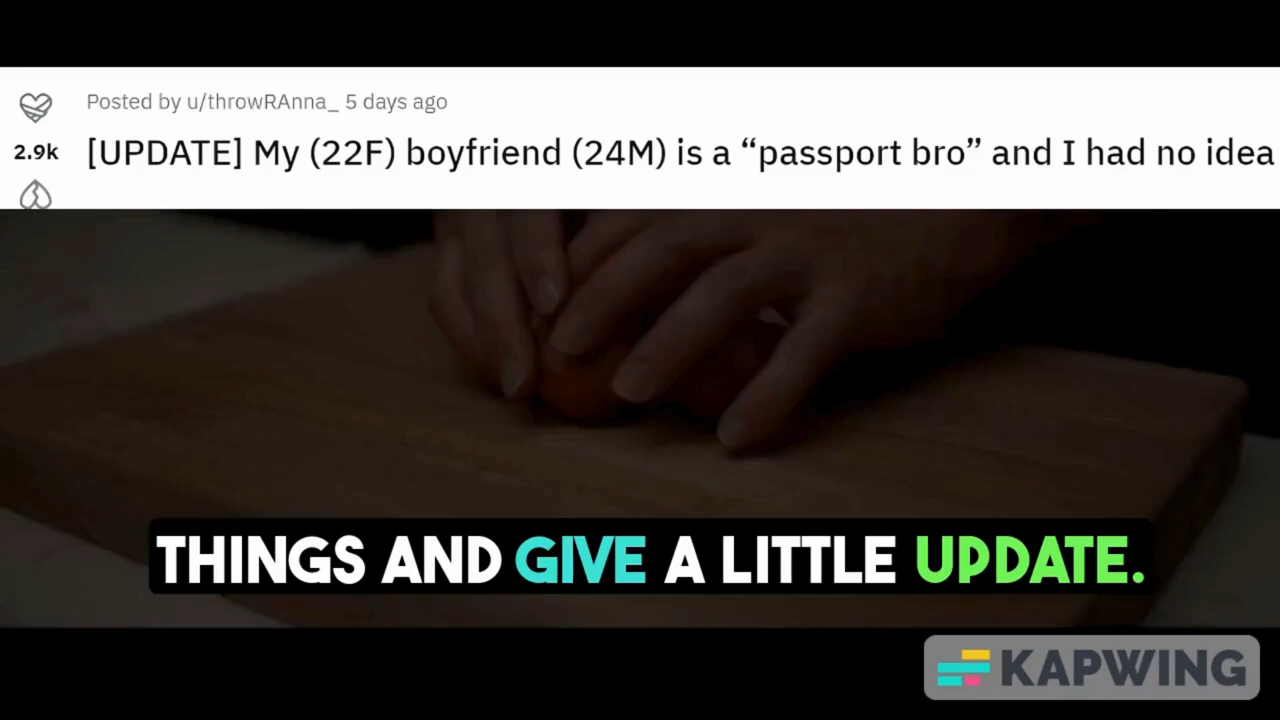 Posted by u/throwRAnna_ 5 days ago
2.9k
[UPDATE] My (22F) boyfriend (24M) is a “passport bro” and I had no idea
THINGS AND GIVE A LITTLE UPDATE.
KAPWING